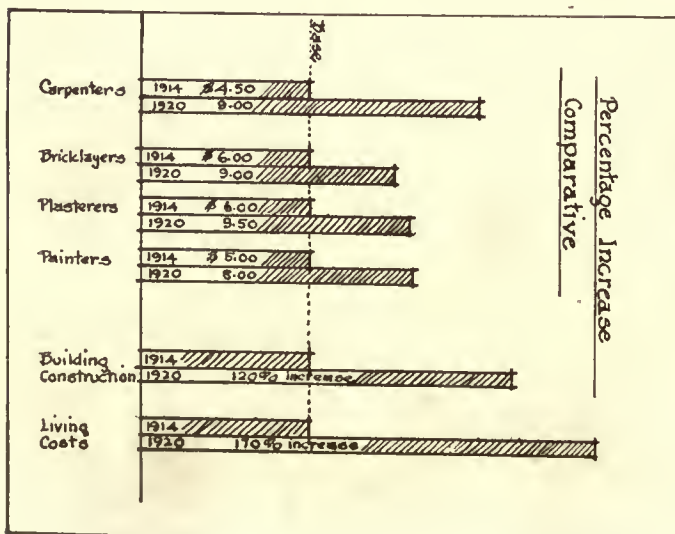 Percentage Increase
Comparative
Base
Carpenters
1914 $4.50
1920 9.00
Bricklayers
1914 $6.00
1920 9.00
Plasterers
1914 $6.00
1920 9.50
Painters
1914 $5.00
1920 8.00
Building
Construction
1914
1920 120% increase
Living
Costs
1914
1920 170% increase